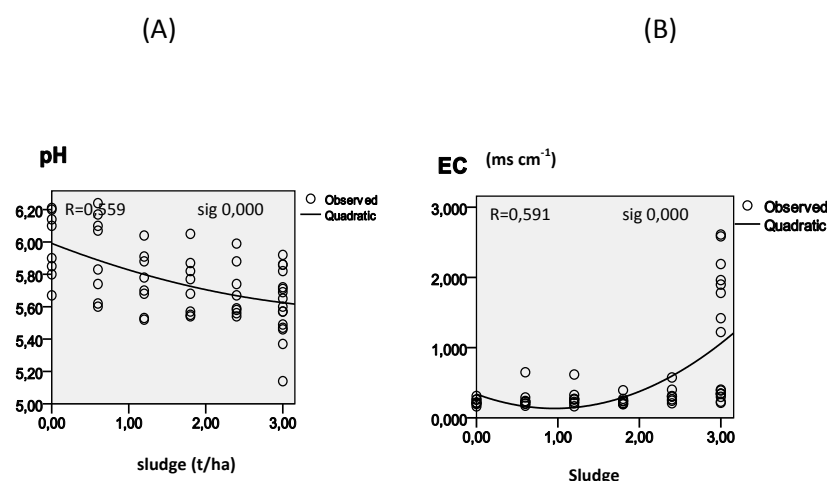 (A)
(B)
pH
R=0,559 sig 0,000
Observed
Quadratic
6,20
6,00
5,80
5,60
5,40
5,20
5,00
0,00 1,00 2,00 3,00
sludge (t/ha)
EC (ms cm⁻¹)
R=0,591 sig 0,000
Observed
Quadratic
3,000
2,000
1,000
0,000
0,00 1,00 2,00 3,00
Sludge